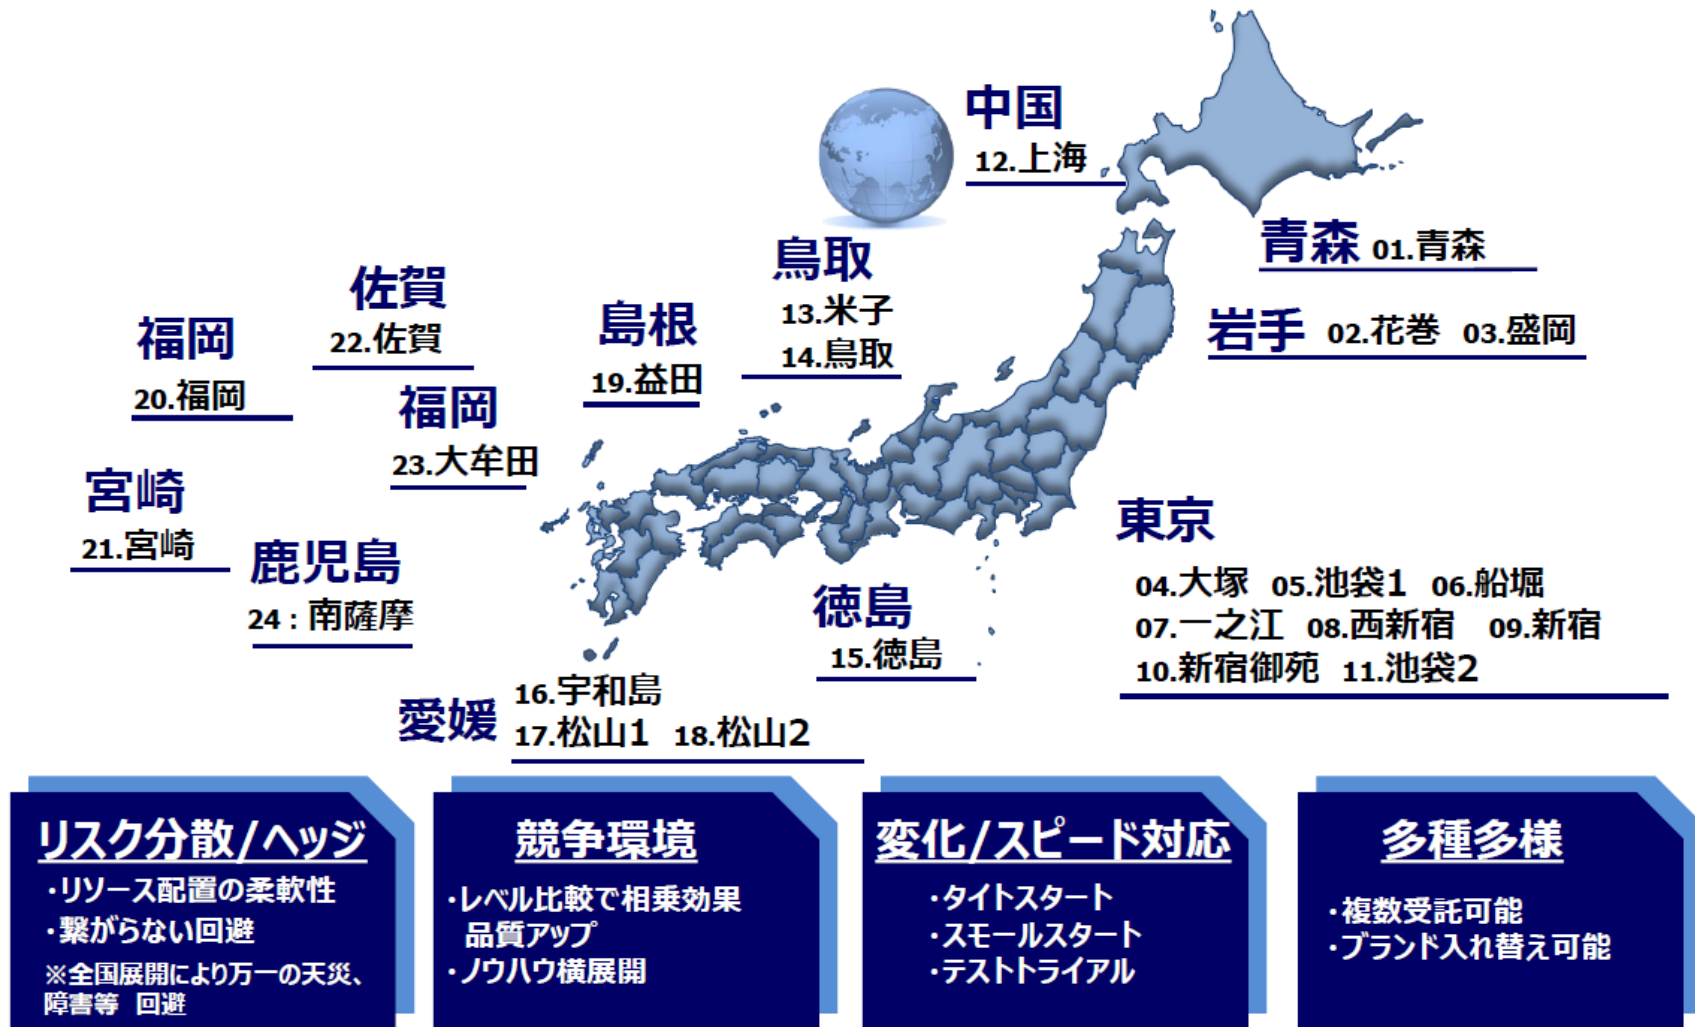 中国
12.上海
青森 01.青森
岩手 02.花巻 03.盛岡
鳥取
13.米子
14.鳥取
佐賀
22.佐賀
島根
19.益田
福岡
20.福岡
福岡
23.大牟田
宮崎
21.宮崎
鹿児島
24：南薩摩
東京
04.大塚 05.池袋1 06.船堀
07.一之江 08.西新宿 09.新宿
10.新宿御苑 11.池袋2
徳島
15.徳島
愛媛
16.宇和島
17.松山1 18.松山2
リスク分散/ヘッジ
・リソース配置の柔軟性
・繋がらない回避
※全国展開により万一の天災、
障害等　回避
競争環境
・レベル比較で相乗効果
品質アップ
・ノウハウ横展開
変化/スピード対応
・タイトスタート
・スモールスタート
・テストトライアル
多種多様
・複数受託可能
・ブランド入れ替え可能